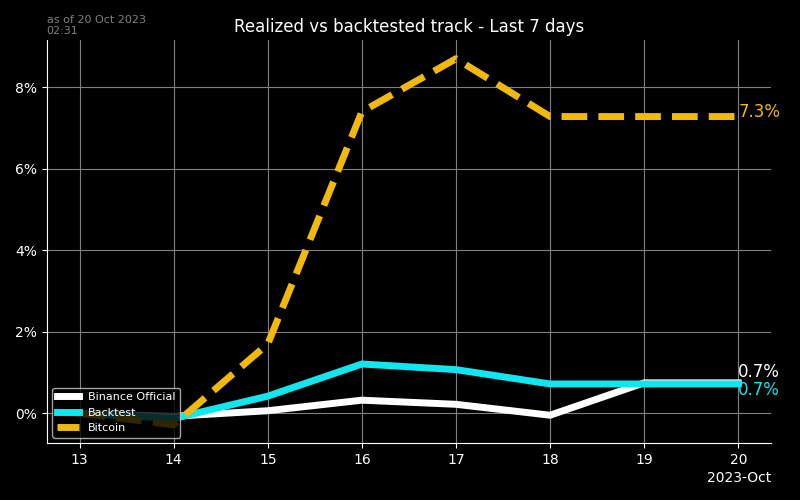 as of 20 Oct 2023
02:31
Realized vs backtested track - Last 7 days
8%
6%
4%
2%
0%
7.3%
0.7%
0.7%
Binance Official
Backtest
Bitcoin
13 14 15 16 17 18 19 20
2023-Oct